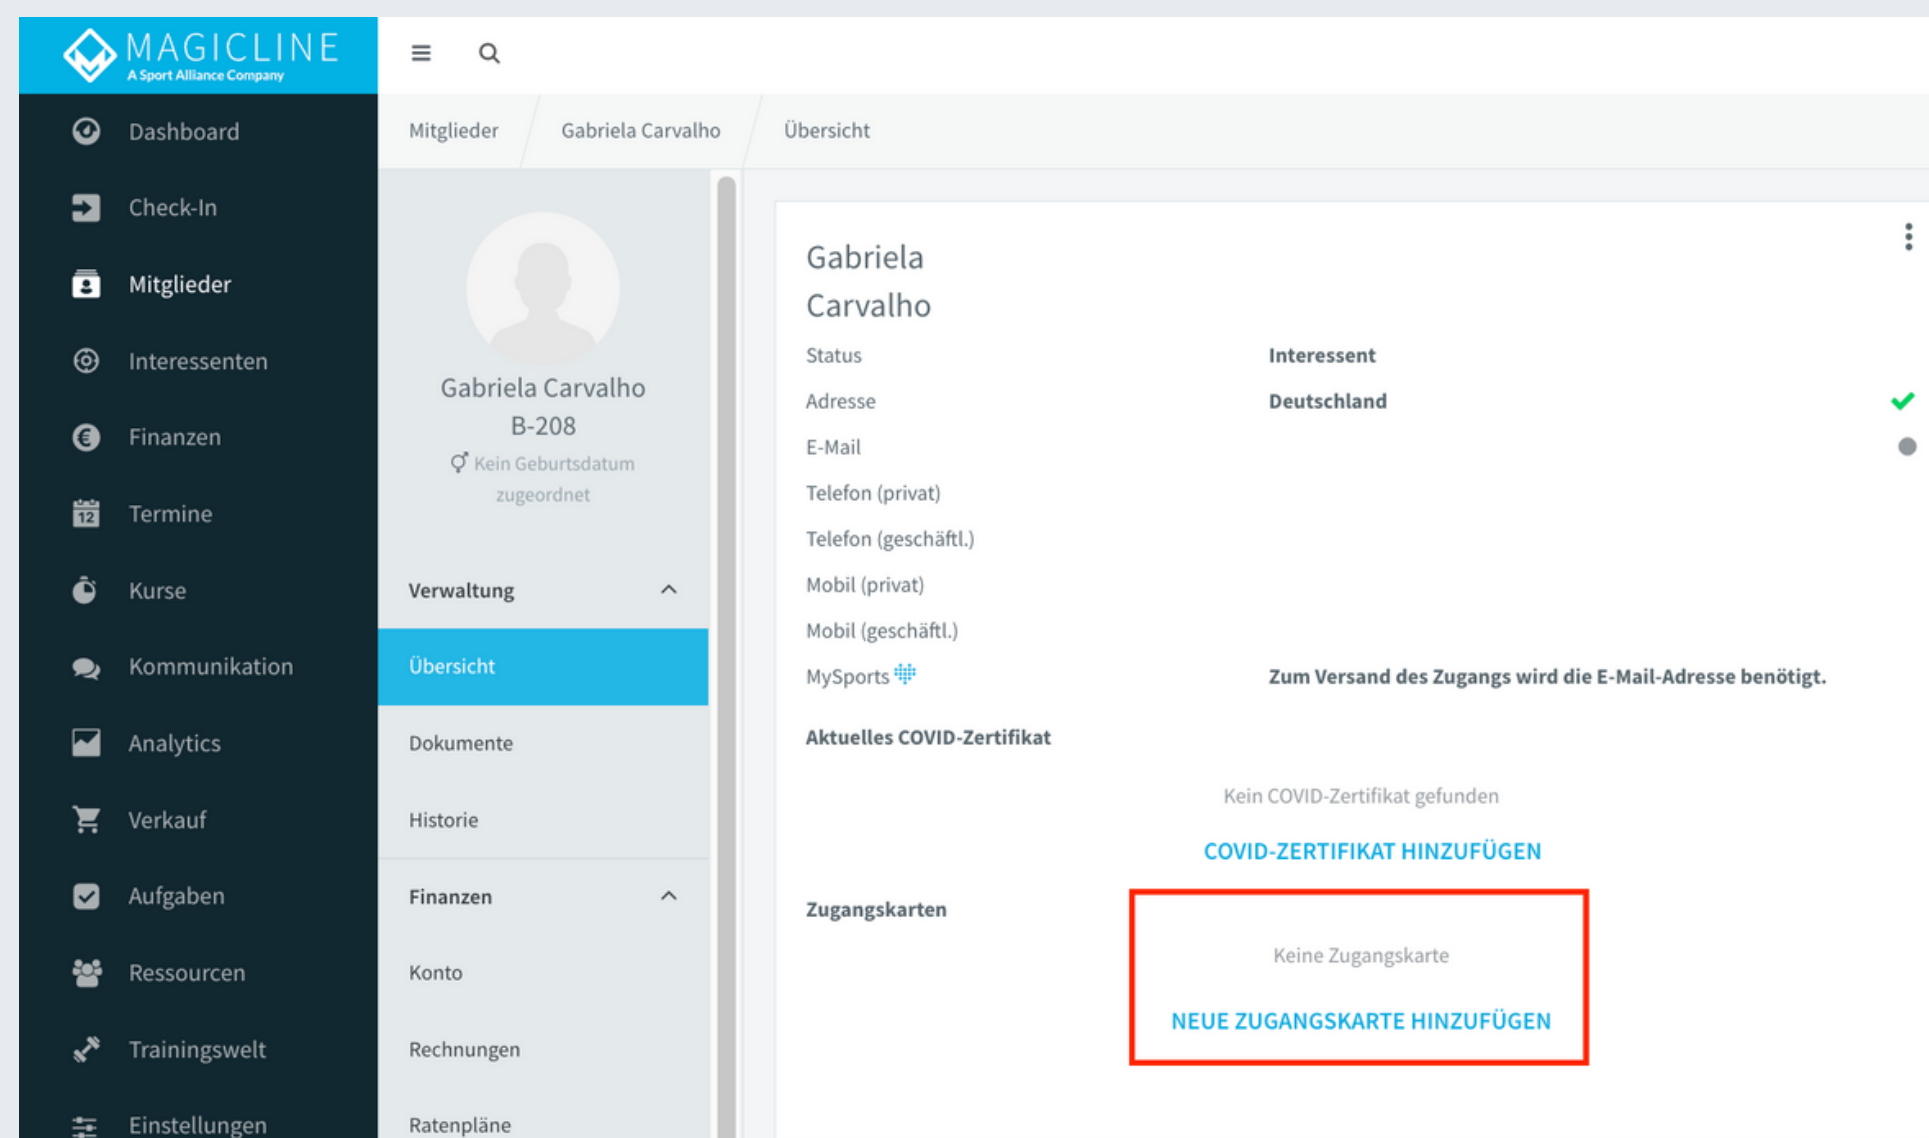 MAGICLINE
A Sport Alliance Company
Dashboard
Check-In
Mitglieder
Interessenten
Finanzen
12
Termine
Kurse
Kommunikation
Analytics
Verkauf
Aufgaben
Ressourcen
Trainingswelt
Einstellungen
Mitglieder
Gabriela Carvalho
Übersicht
Gabriela Carvalho
B-208
Kein Geburtsdatum
zugeordnet
Verwaltung
Übersicht
Dokumente
Historie
Finanzen
Konto
Rechnungen
Ratenpläne
Gabriela
Carvalho
Status Interessent
Adresse Deutschland
E-Mail
Telefon (privat)
Telefon (geschäftl.)
Mobil (privat)
Mobil (geschäftl.)
MySports Zum Versand des Zugangs wird die E-Mail-Adresse benötigt.
Aktuelles COVID-Zertifikat
Kein COVID-Zertifikat gefunden
COVID-ZERTIFIKAT HINZUFÜGEN
Zugangskarten
Keine Zugangskarte
NEUE ZUGANGSKARTE HINZUFÜGEN